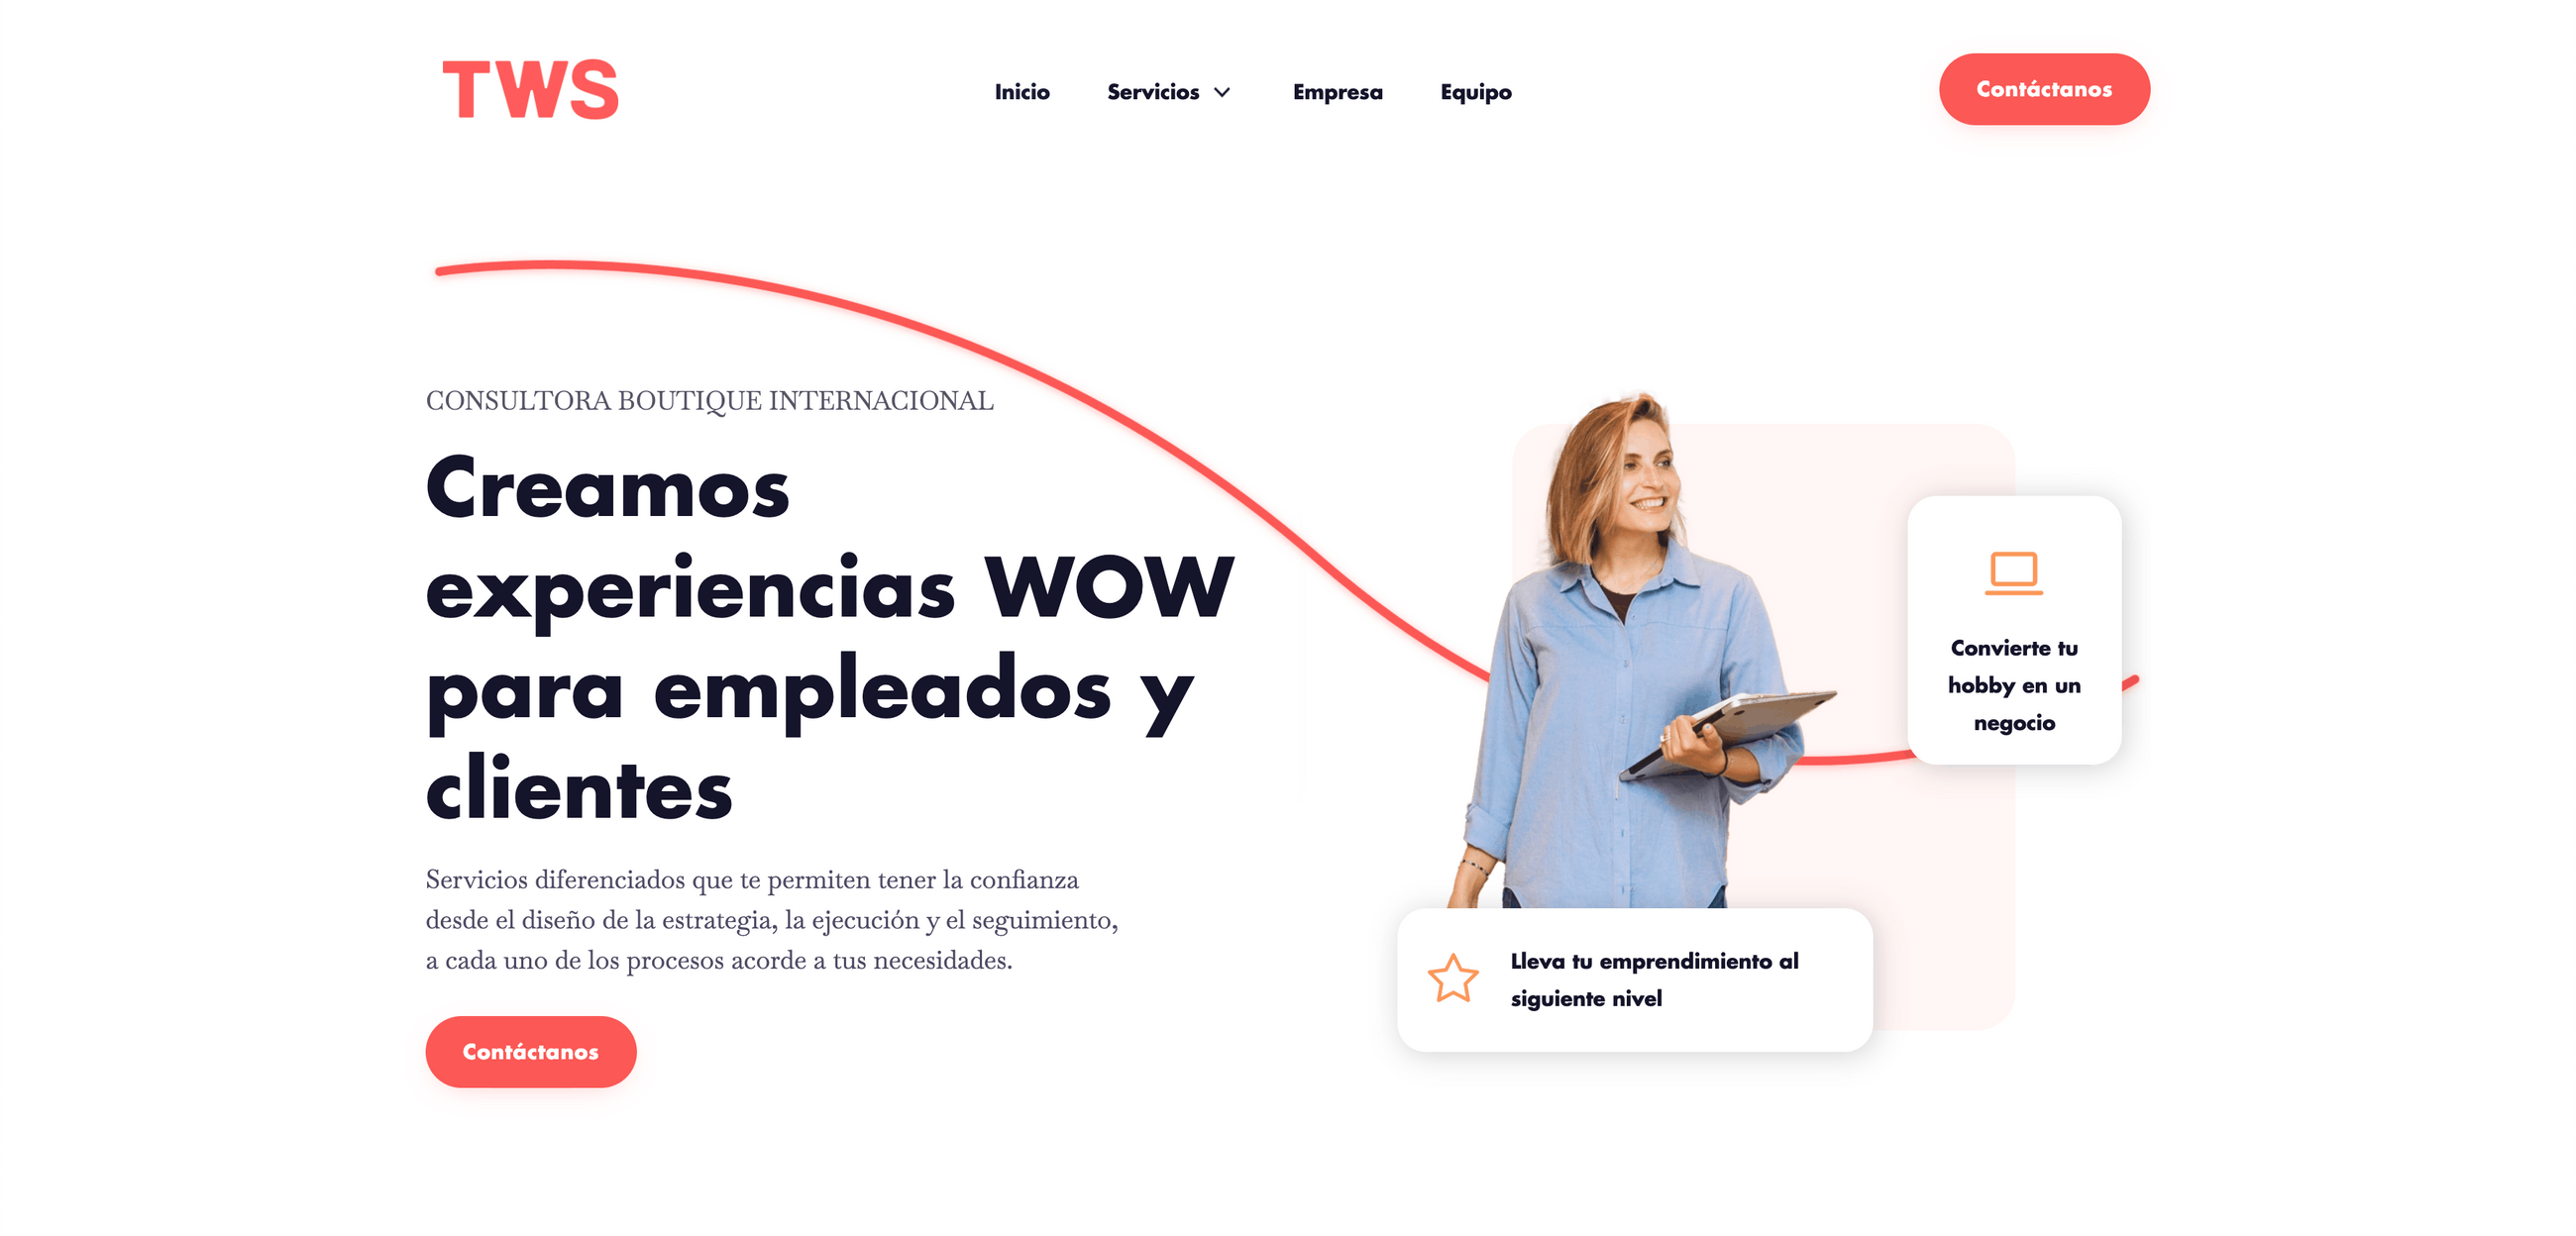 TWS
Inicio
Servicios
Empresa
Equipo
Contáctanos
CONSULTORA BOUTIQUE INTERNACIONAL
Creamos
experiencias WOW
para empleados y
clientes
Servicios diferenciados que te permiten tener la confianza
desde el diseño de la estrategia, la ejecución y el seguimiento,
a cada uno de los procesos acorde a tus necesidades.
Contáctanos
Convierte tu
hobby en un
negocio
Lleva tu emprendimiento al
siguiente nivel